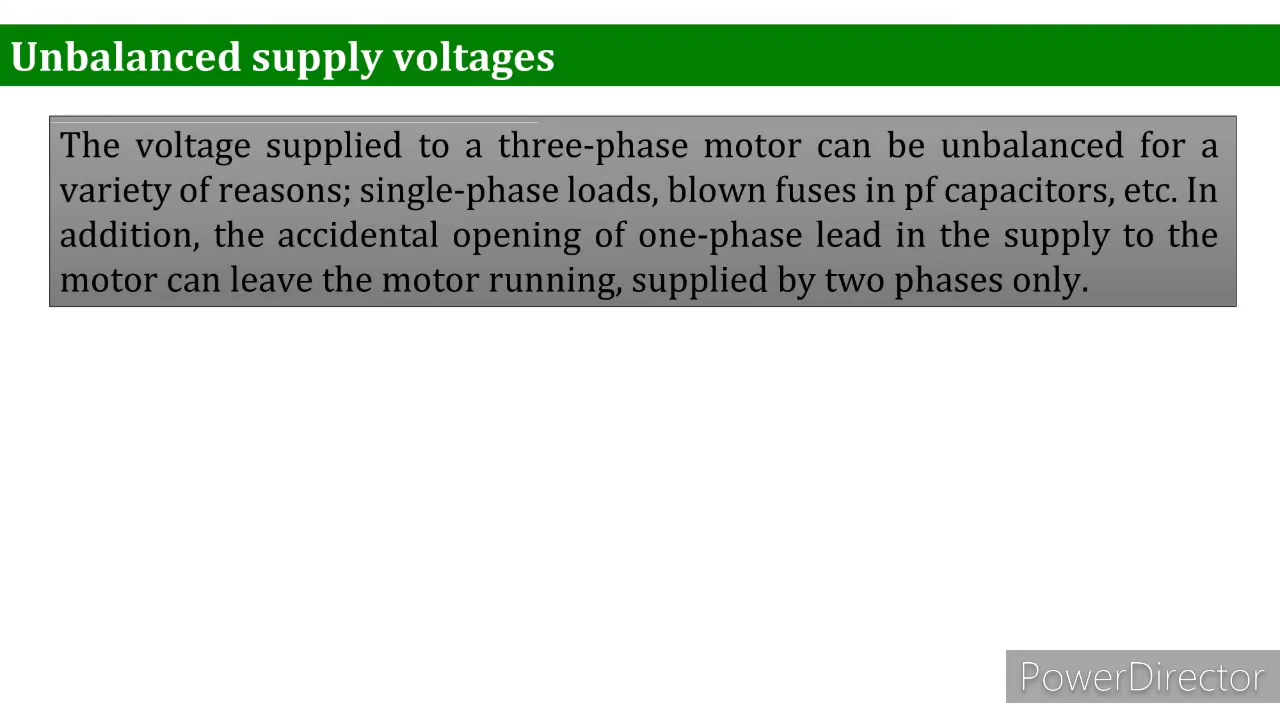 Unbalanced supply voltages
The voltage supplied to a three-phase motor can be unbalanced for a
variety of reasons; single-phase loads, blown fuses in pf capacitors, etc. In
addition, the accidental opening of one-phase lead in the supply to the
motor can leave the motor running, supplied by two phases only.
PowerDirector